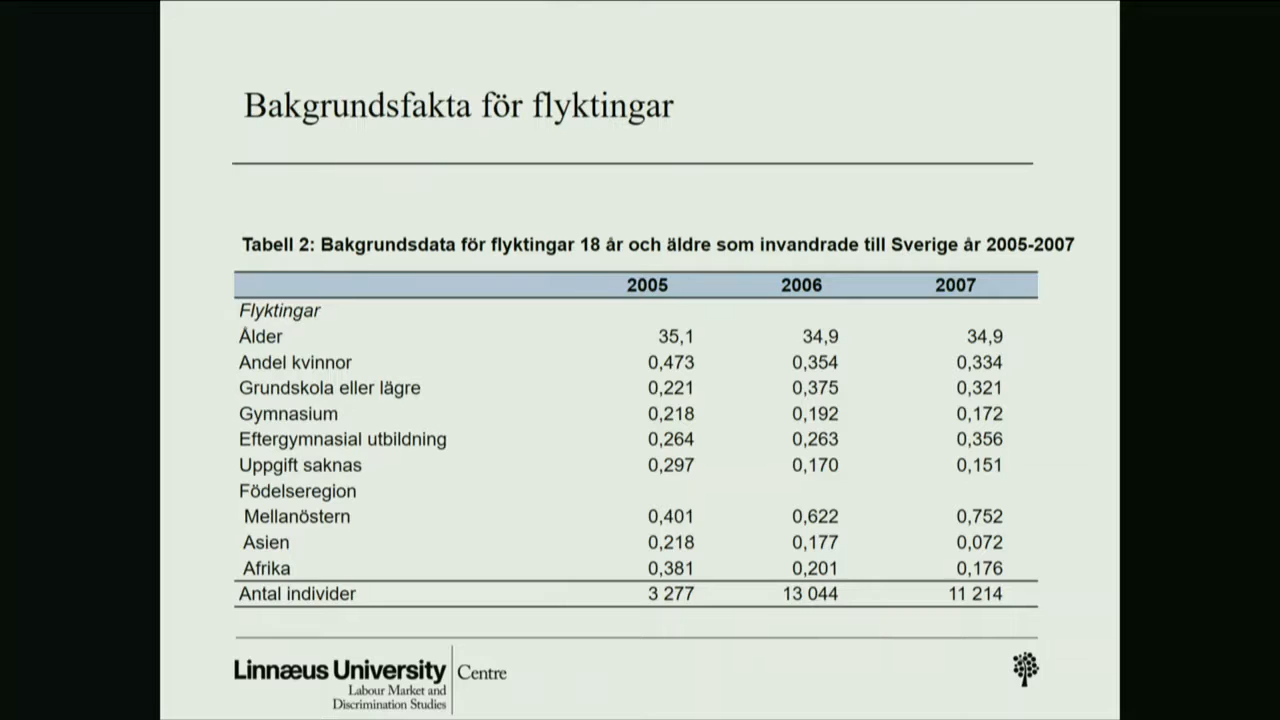 Bakgrundsfakta för flyktingar
Tabell 2: Bakgrundsdata för flyktingar 18 år och äldre som invandrade till Sverige år 2005-2007
2005 2006 2007
Flyktingar
Ålder 35,1 34,9 34,9
Andel kvinnor 0,473 0,354 0,334
Grundskola eller lägre 0,221 0,375 0,321
Gymnasium 0,218 0,192 0,172
Eftergymnasial utbildning 0,264 0,263 0,356
Uppgift saknas 0,297 0,170 0,151
Födelseregion
Mellanöstern 0,401 0,622 0,752
Asien 0,218 0,177 0,072
Afrika 0,381 0,201 0,176
Antal individer 3 277 13 044 11 214
Linnæus University Centre
Labour Market and
Discrimination Studies